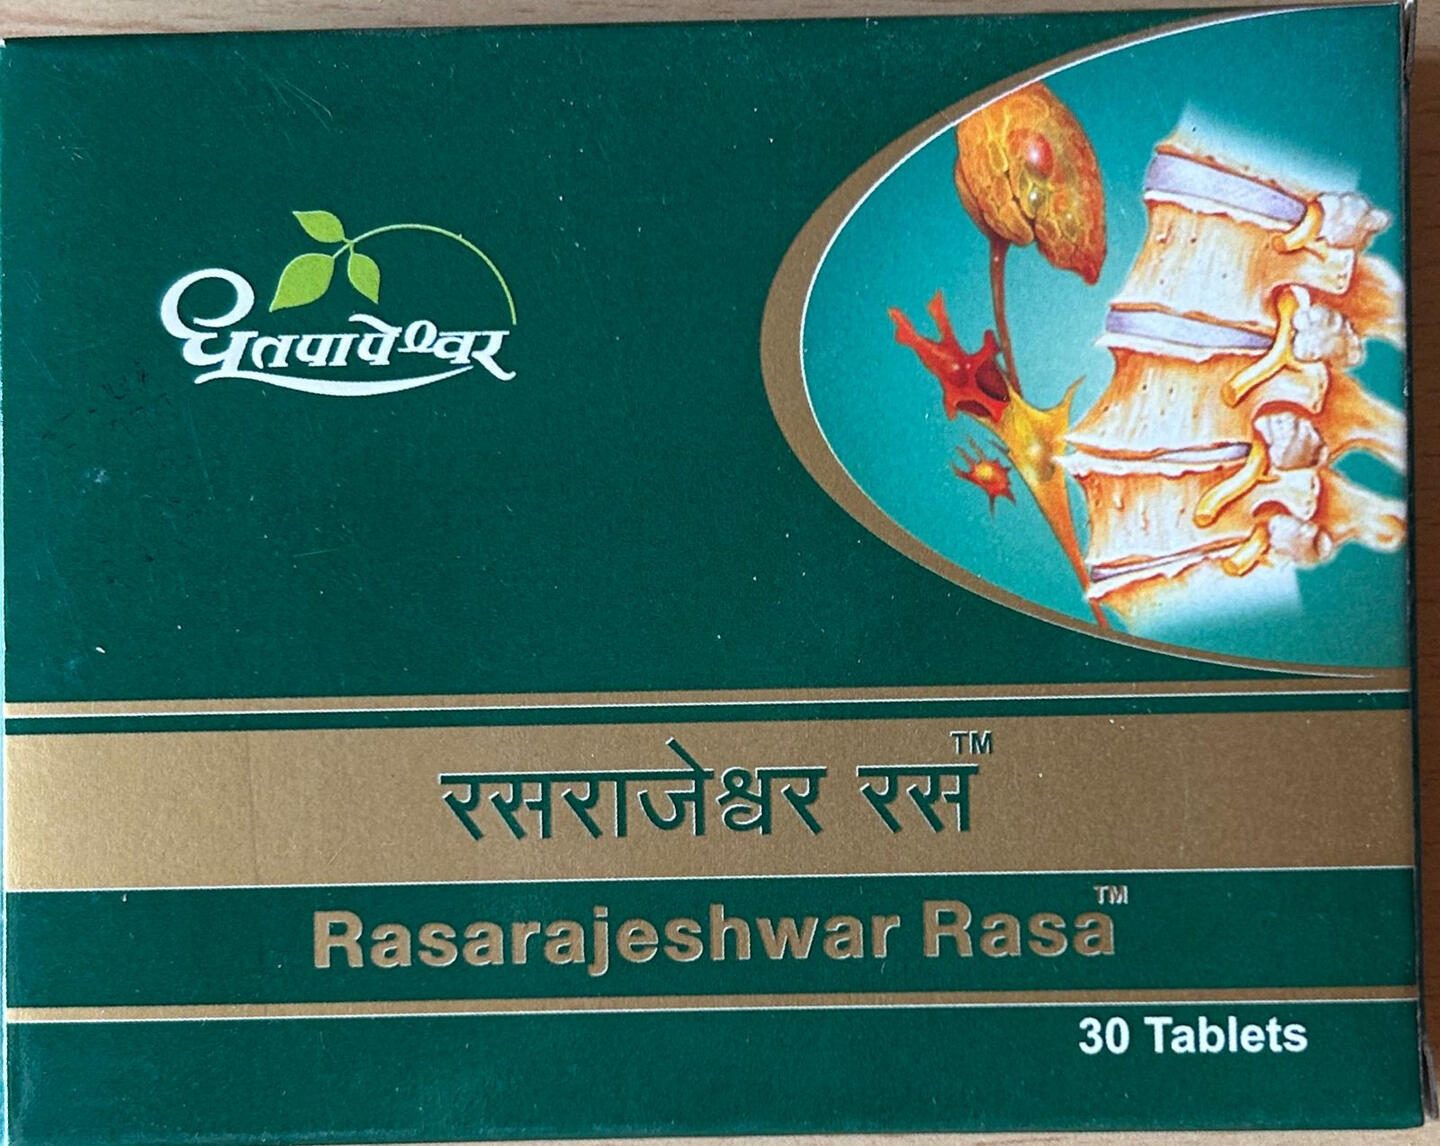 धूतपापेश्वर
रसराजेश्वर रस™
Rasarajeshwar Rasa™
30 Tablets